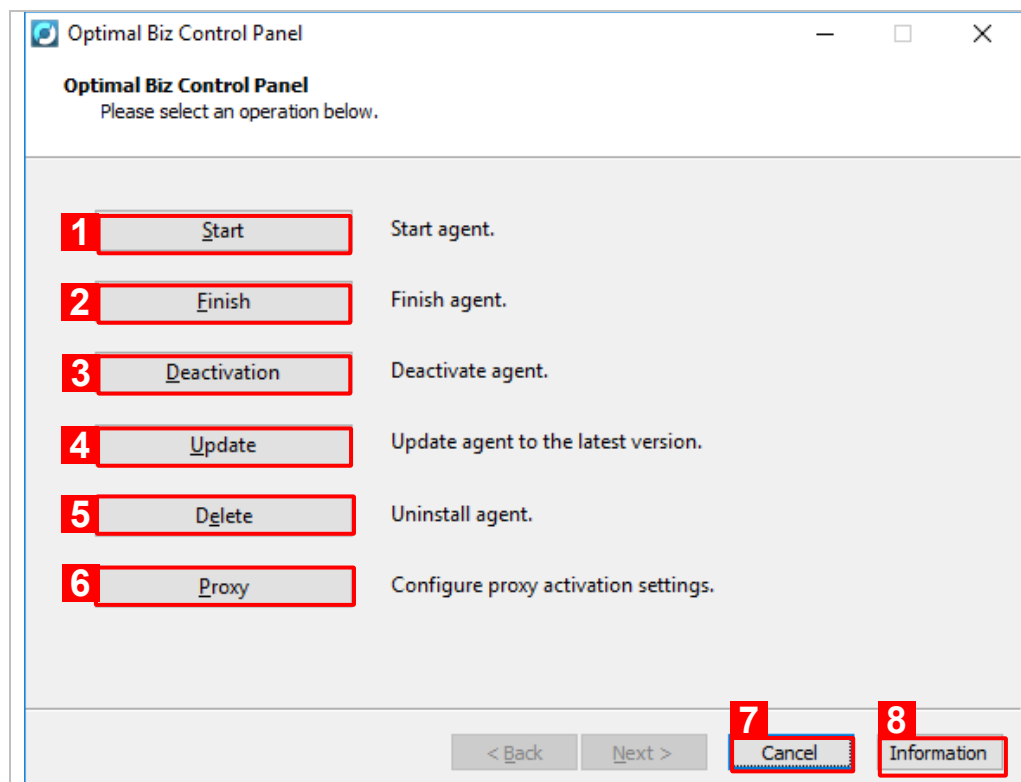 Optimal Biz Control Panel
Optimal Biz Control Panel
Please select an operation below.
1 Start Start agent.
2 Finish Finish agent.
3 Deactivation Deactivate agent.
4 Update Update agent to the latest version.
5 Delete Uninstall agent.
6 Proxy Configure proxy activation settings.
7 8
< Back Next > Cancel Information